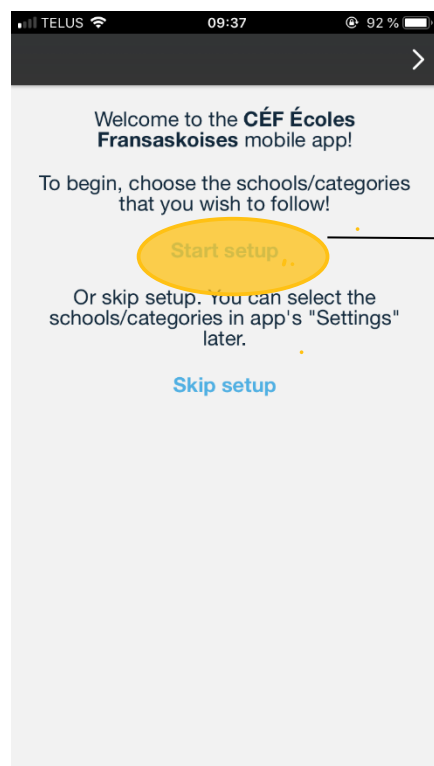 TELUS 09:37 92 %
Welcome to the CÉF Écoles
Fransaskoises mobile app!
To begin, choose the schools/categories
that you wish to follow!
Start setup
Or skip setup. You can select the
schools/categories in app's "Settings"
later.
Skip setup